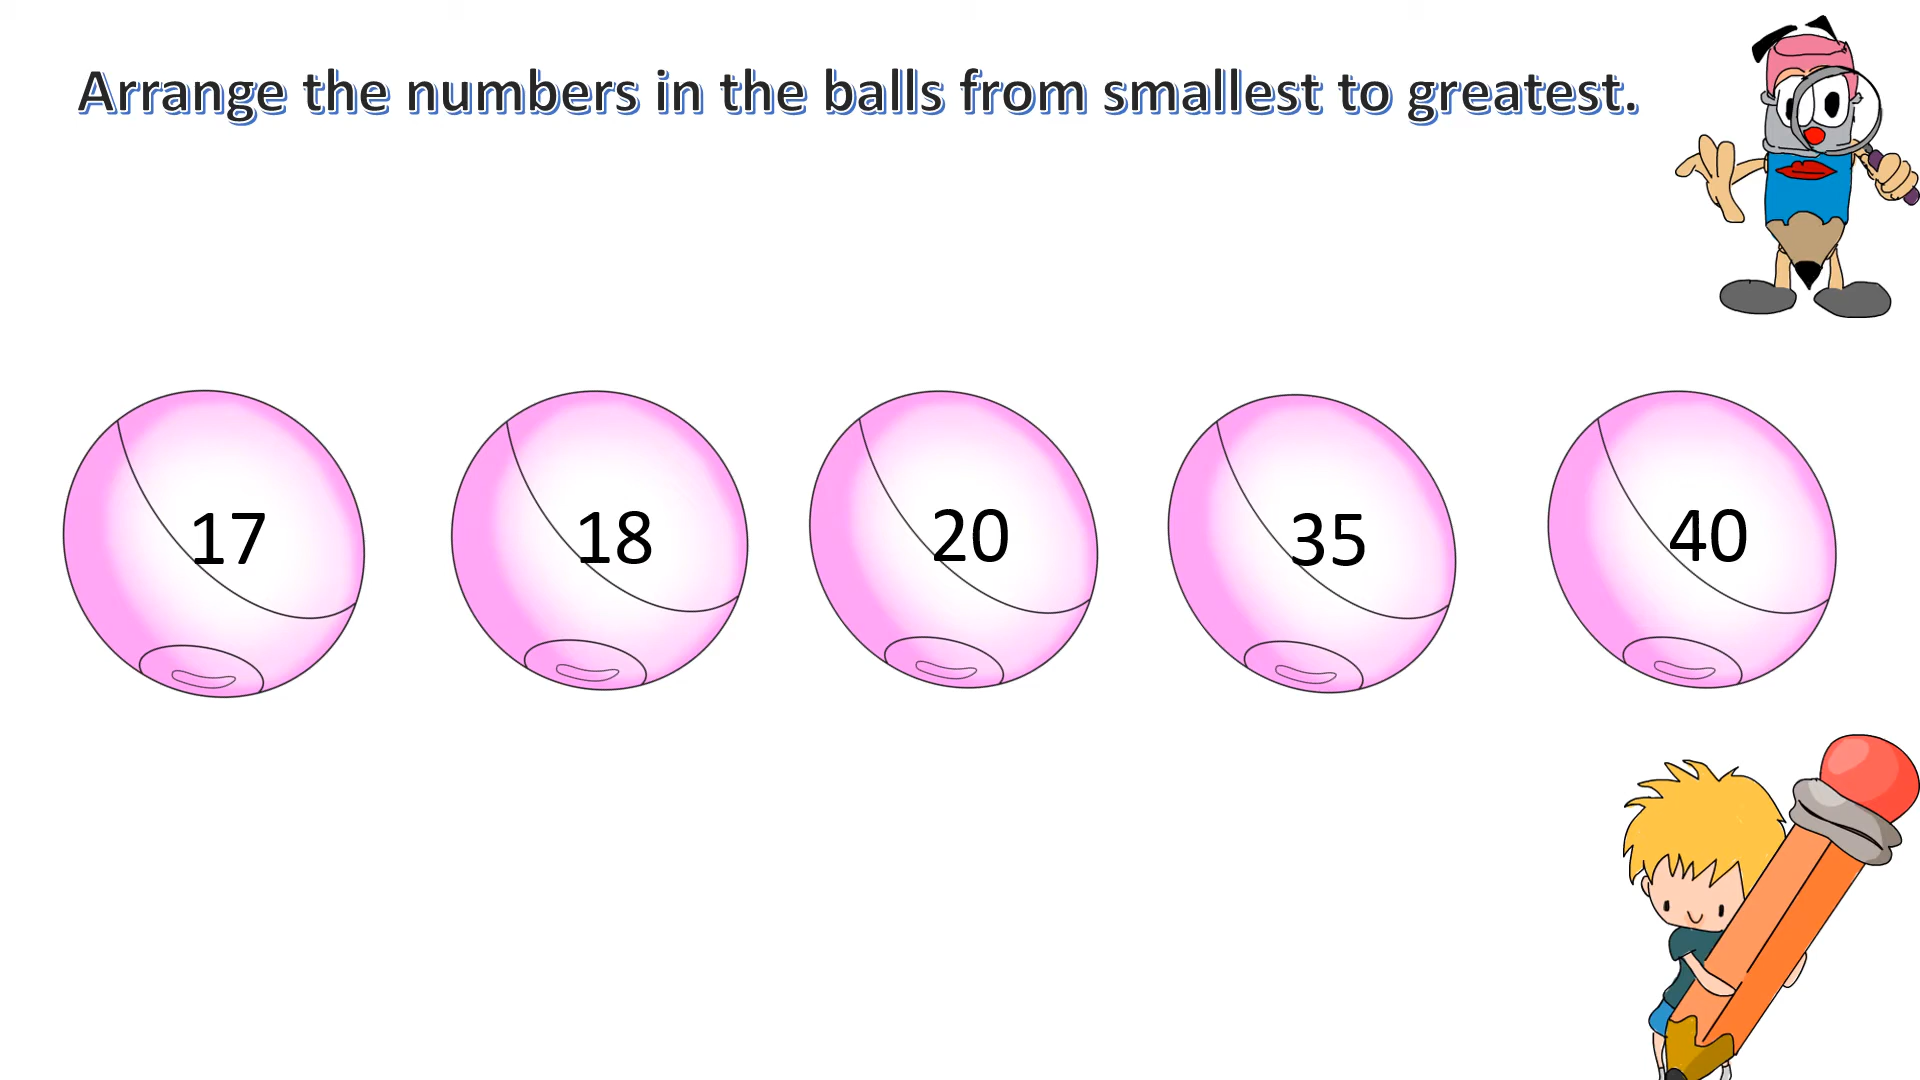 Arrange the numbers in the balls from smallest to greatest.
17 18 20 35 40